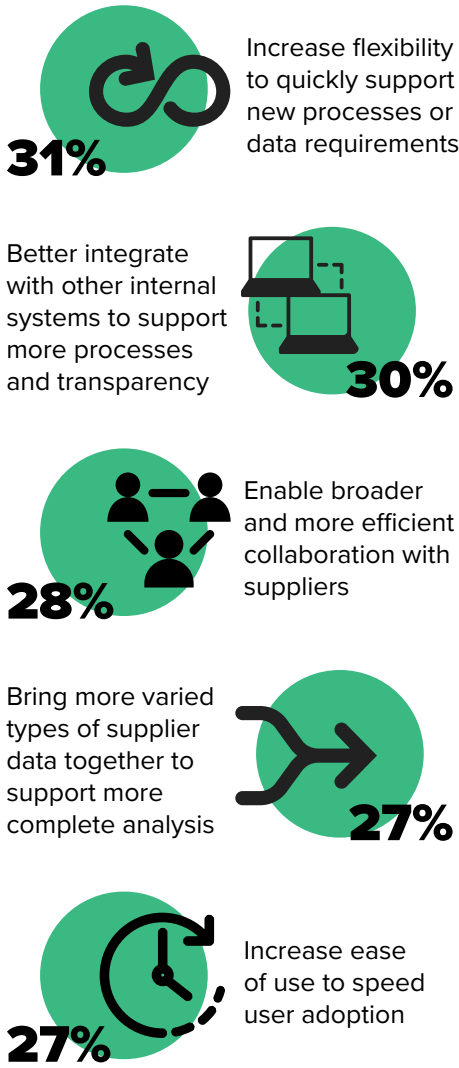 Increase flexibility
to quickly support
new processes or
data requirements
31%
Better integrate
with other internal
systems to support
more processes
and transparency
30%
Enable broader
and more efficient
collaboration with
suppliers
28%
Bring more varied
types of supplier
data together to
support more
complete analysis
27%
Increase ease
of use to speed
user adoption
27%